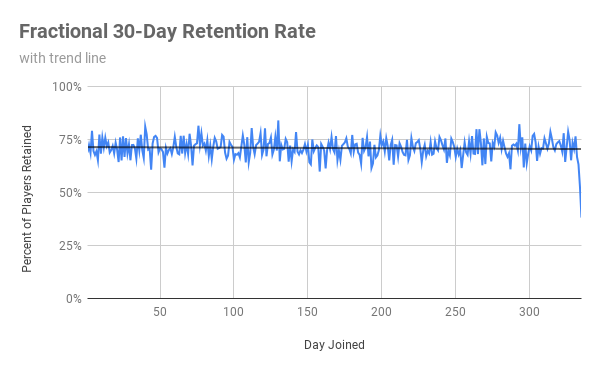 Fractional 30-Day Retention Rate
with trend line
Percent of Players Retained
100%
75%
50%
25%
0%
50
100
150
200
250
300
Day Joined